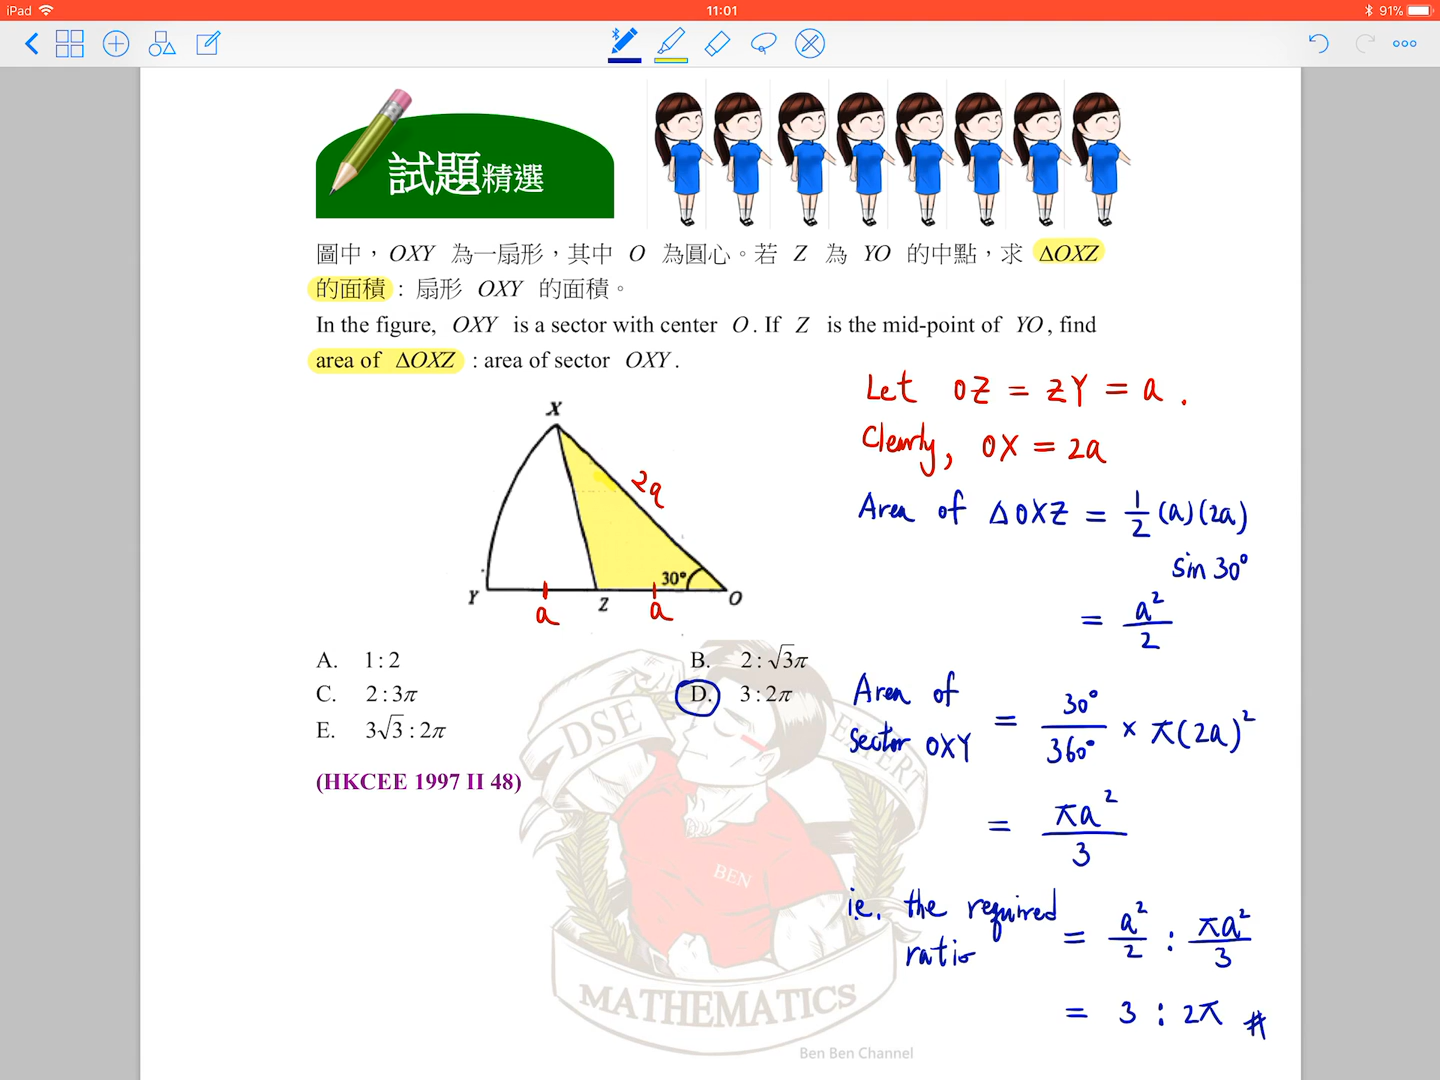 iPad
11:01
91%
試題精選
圖中，OXY 為一扇形，其中 O 為圓心。若 Z 為 YO 的中點，求 ΔOXZ
的面積 : 扇形 OXY 的面積。
In the figure, OXY is a sector with center O. If Z is the mid-point of YO, find
area of ΔOXZ : area of sector OXY.
X
2a
30°
Y
Z
O
a
a
A. 1 : 2
B. 2 : √3π
C. 2 : 3π
D. 3 : 2π
E. 3√3 : 2π
(HKCEE 1997 II 48)
Let OZ = ZY = a.
Clearly, OX = 2a
Area of ΔOXZ = 1/2 (a)(2a)
sin 30°
= a²/2
Area of
sector OXY = 30°/360° × π(2a)²
= πa²/3
i.e. the required
ratio = a²/2 : πa²/3
= 3 : 2π #
DSE
EXPERT
BEN
MATHEMATICS
Ben Ben Channel